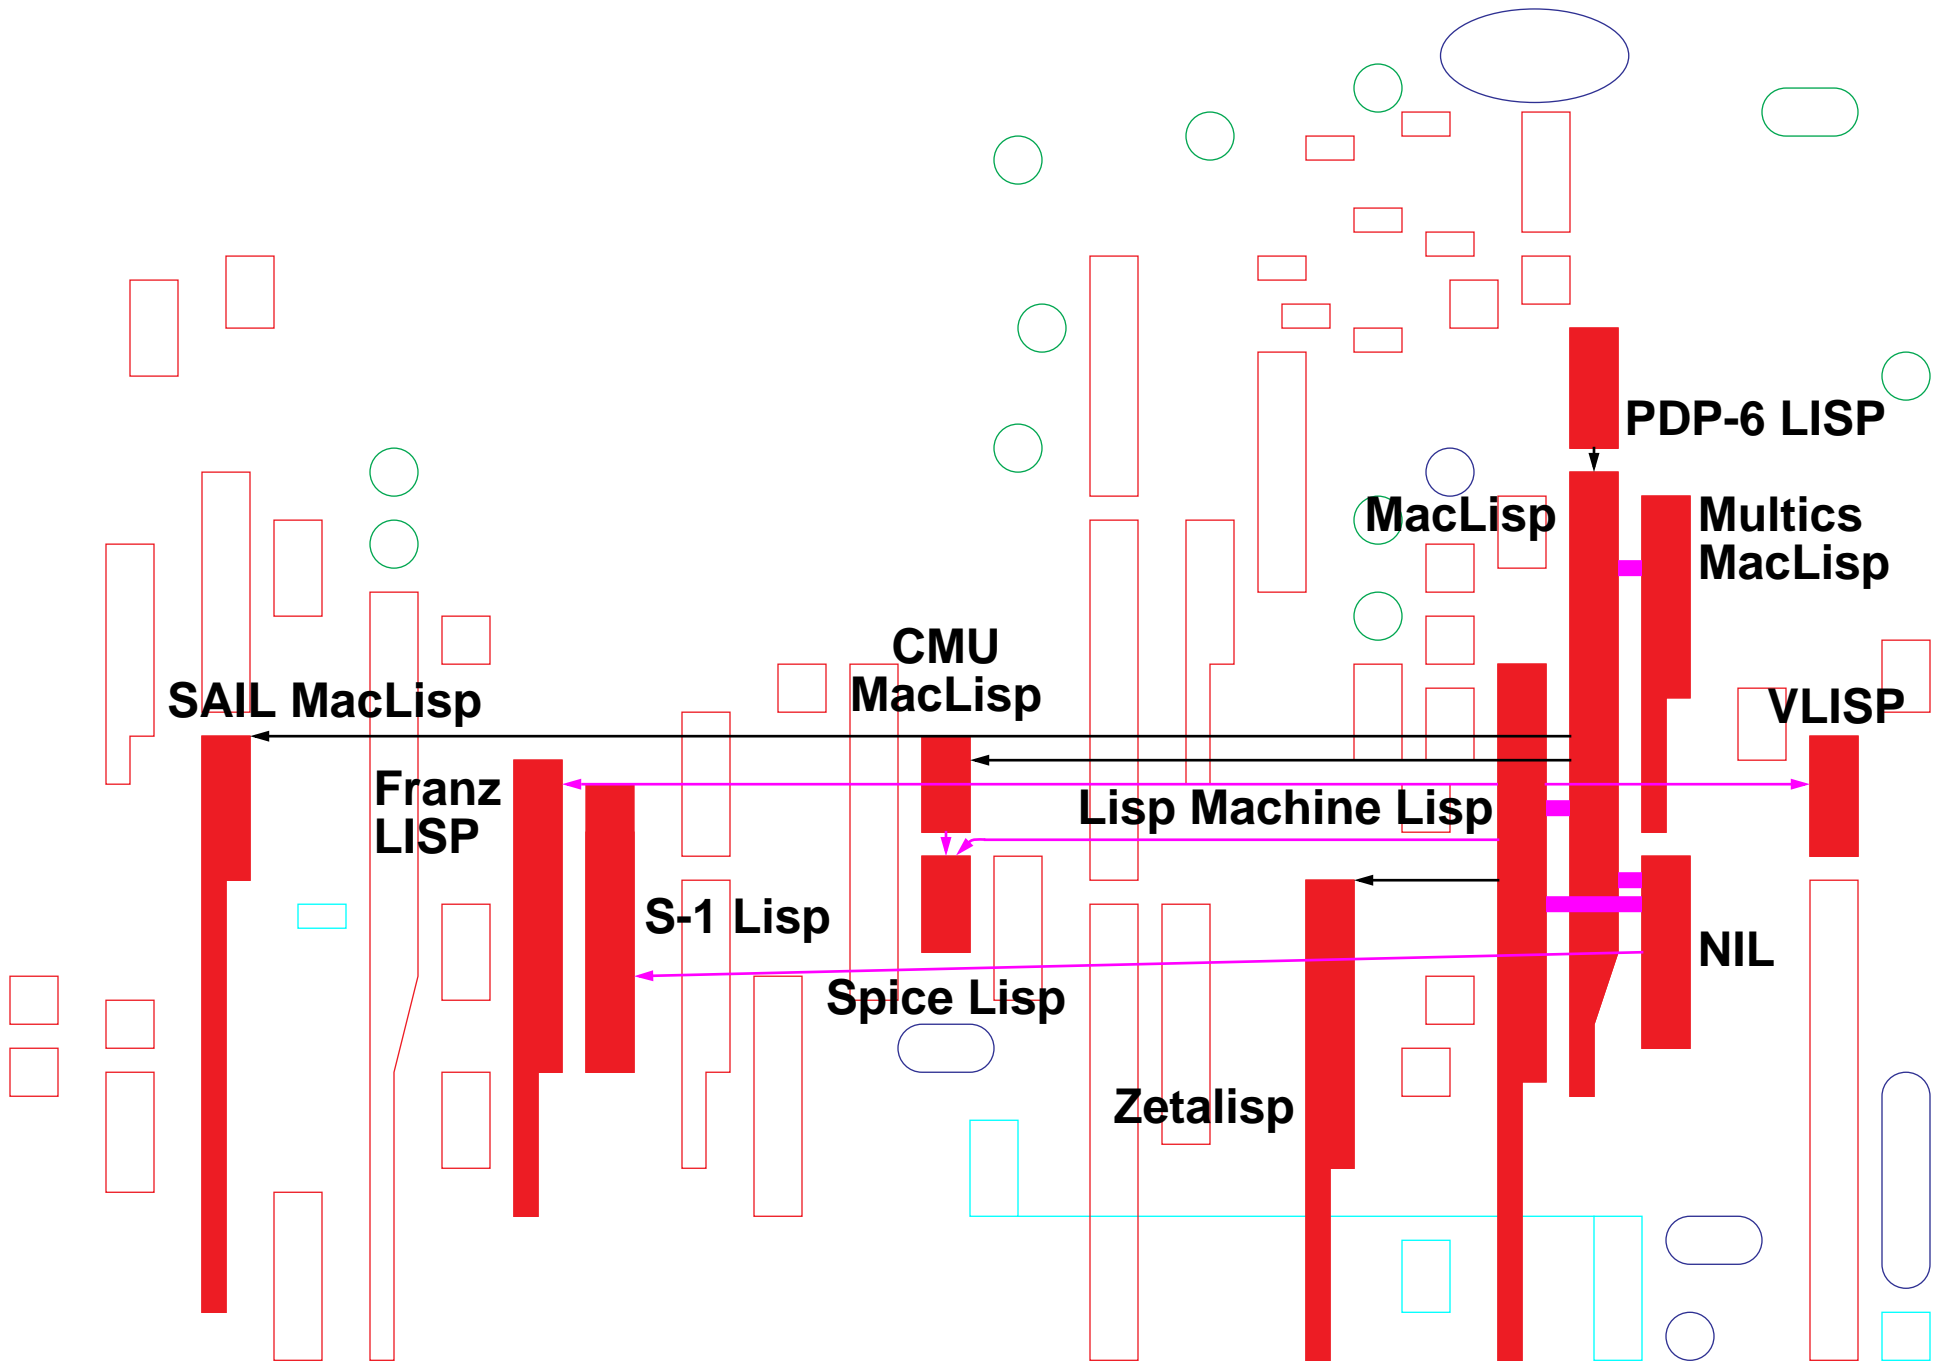 PDP-6 LISP
MacLisp
Multics
MacLisp
CMU
MacLisp
SAIL MacLisp
VLISP
Franz
LISP
Lisp Machine Lisp
S-1 Lisp
NIL
Spice Lisp
Zetalisp